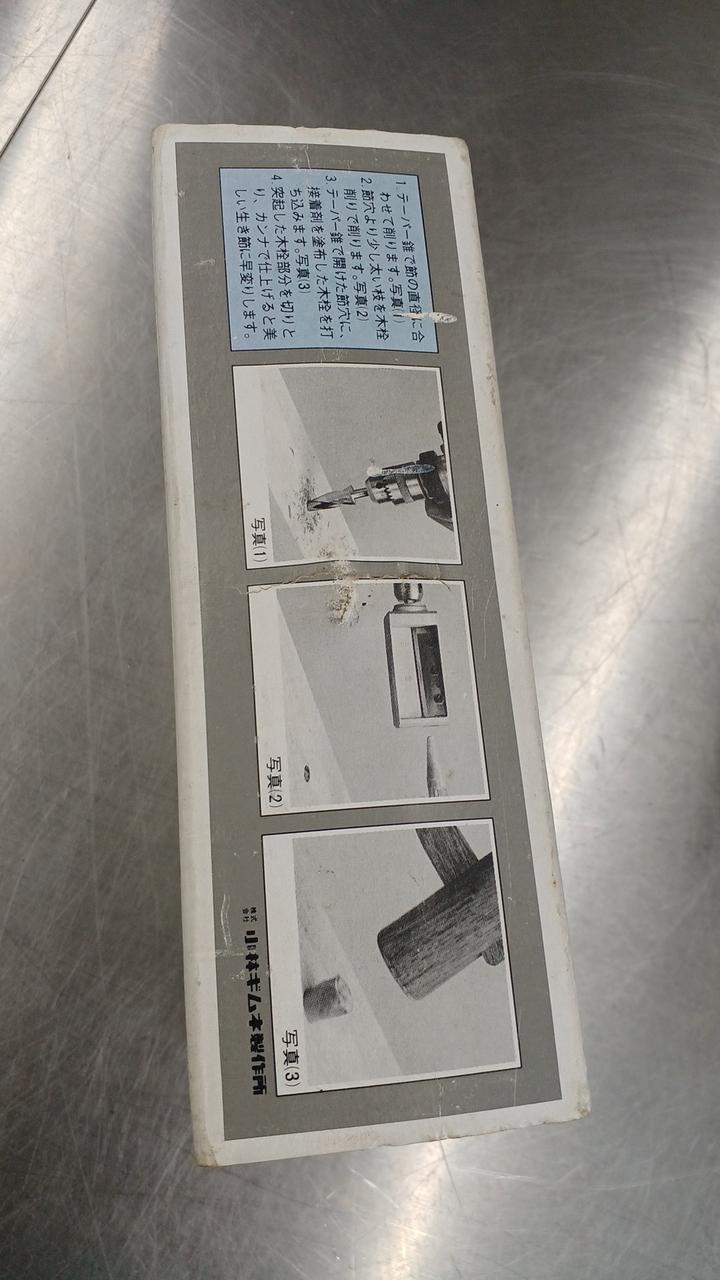 1. テーパー錐で節の直径に合
わせて削ります。写真(1)
2. 節穴より少し太い枝を木栓
削りで削ります。写真(2)
3. テーパー錐で開けた節穴に、
接着剤を塗布した木栓を打
ち込みます。写真(3)
4. 突起した木栓部分を切りと
り、カンナで仕上げると美
しい生き節に早変りします。
写真(1)
写真(2)
写真(3)
株式
会社
小林ギムネ製作所